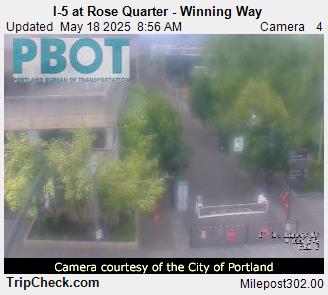 I-5 at Rose Quarter - Winning Way
Updated May 18 2025 8:56 AM Camera 4
PBOT
PORTLAND BUREAU OF TRANSPORTATION
Camera courtesy of the City of Portland
TripCheck.com Milepost302.00